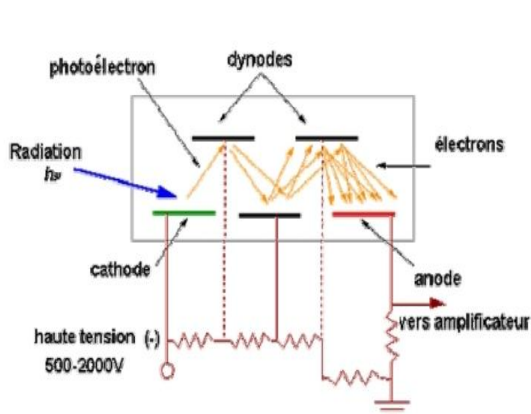 dynodes
photoélectron
électrons
Radiation
hν
cathode
anode
vers amplificateur
haute tension (-)
500-2000V